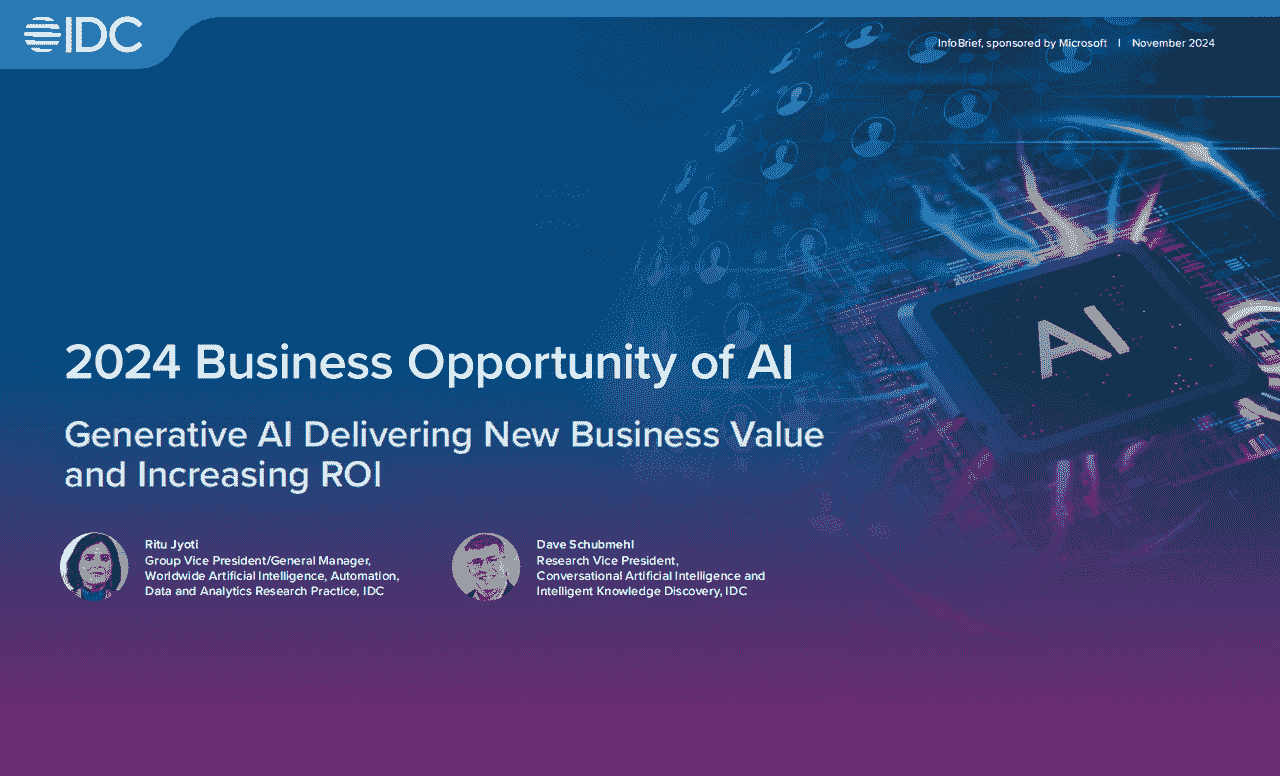 IDC
InfoBrief, sponsored by Microsoft | November 2024
AI
2024 Business Opportunity of AI
Generative AI Delivering New Business Value
and Increasing ROI
Ritu Jyoti
Group Vice President/General Manager,
Worldwide Artificial Intelligence, Automation,
Data and Analytics Research Practice, IDC
Dave Schubmehl
Research Vice President,
Conversational Artificial Intelligence and
Intelligent Knowledge Discovery, IDC